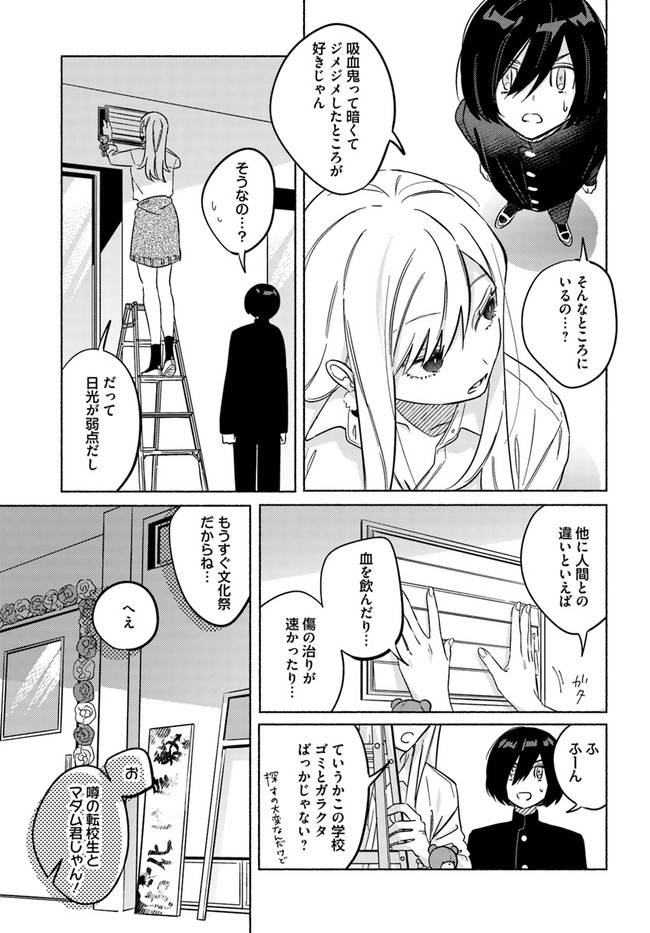 そんなところに
いるの…?
吸血鬼って暗くて
ジメジメしたところが
好きじゃん
そうなの…?
だって
日光が弱点だし
他に人間との
違いといえば
血を飲んだり…
傷の治りが
速かったり…
ガタ
ふ
ふーん
ていうかこの学校
ゴミとガラクタ
ばっかじゃない?
探すの大変なんだけど
もうすぐ文化祭
だからね…
へえ
お
噂の転校生と
マダム君じゃん!